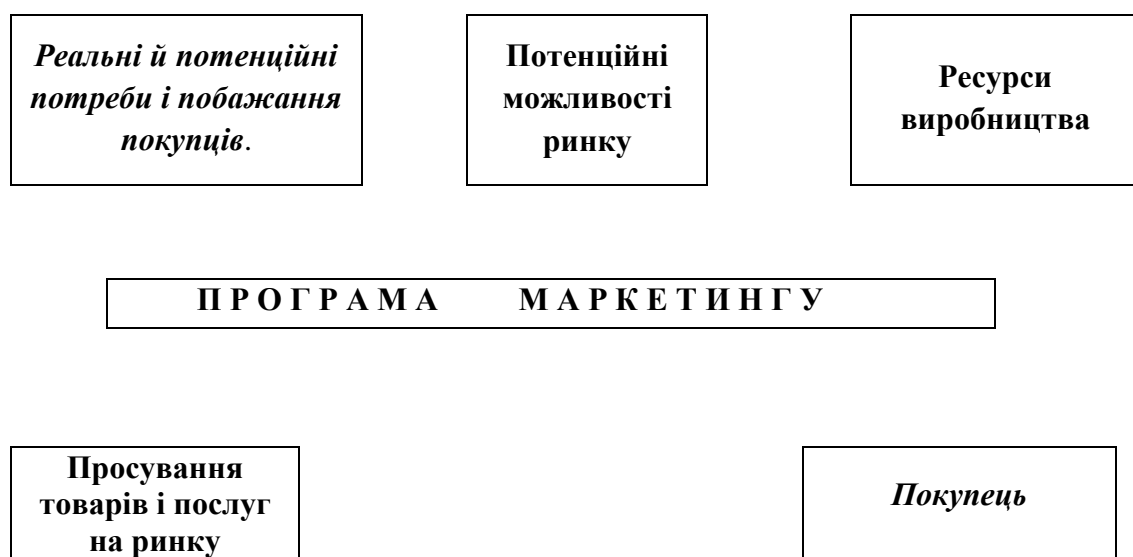 Реальні й потенційні
потреби і побажання
покупців.
Потенційні
можливості
ринку
Ресурси
виробництва
П Р О Г Р А М А М А Р К Е Т И Н Г У
Просування
товарів і послуг
на ринку
Покупець